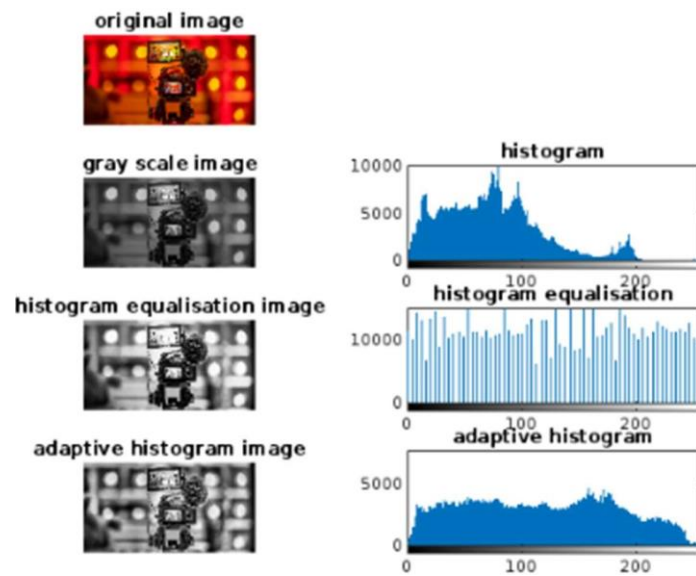 original image
gray scale image
histogram
10000
5000
0
0 100 200
histogram equalisation image
histogram equalisation
10000
0
0 100 200
adaptive histogram image
adaptive histogram
5000
0
0 100 200